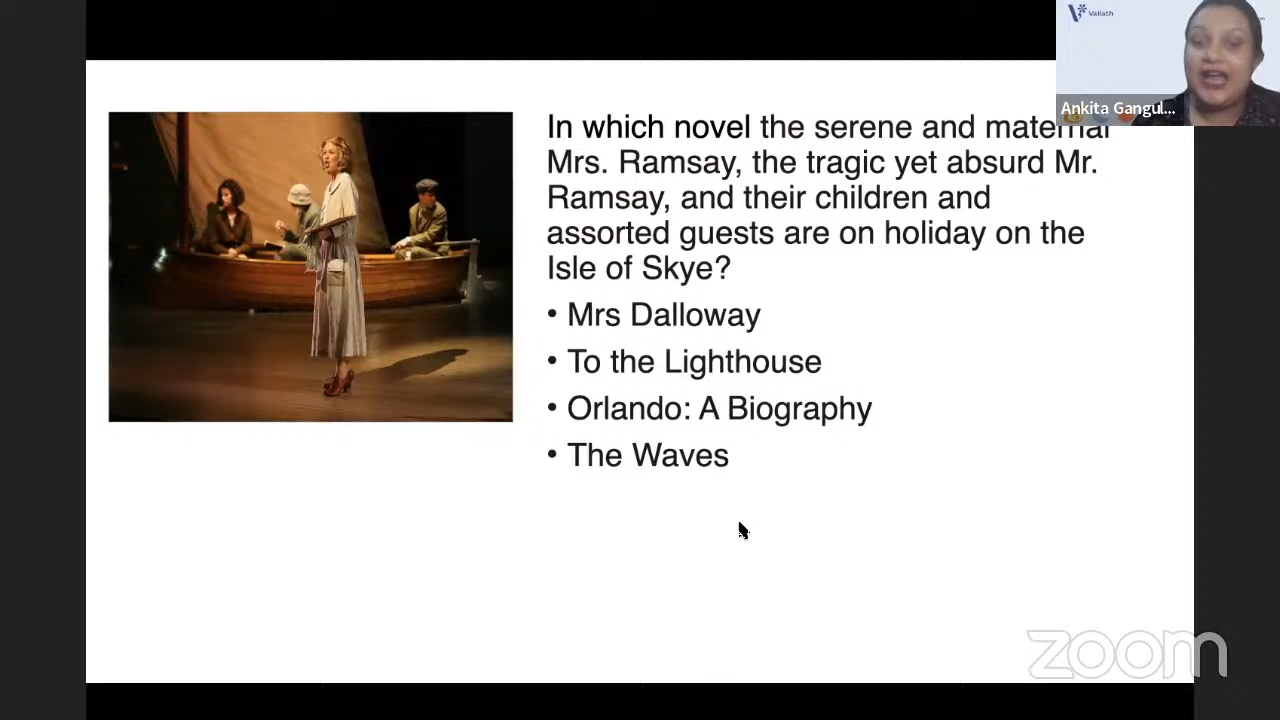 Valiath
Ankita Gangul...
In which novel the serene and maternal
Mrs. Ramsay, the tragic yet absurd Mr.
Ramsay, and their children and
assorted guests are on holiday on the
Isle of Skye?
• Mrs Dalloway
• To the Lighthouse
• Orlando: A Biography
• The Waves
zoom